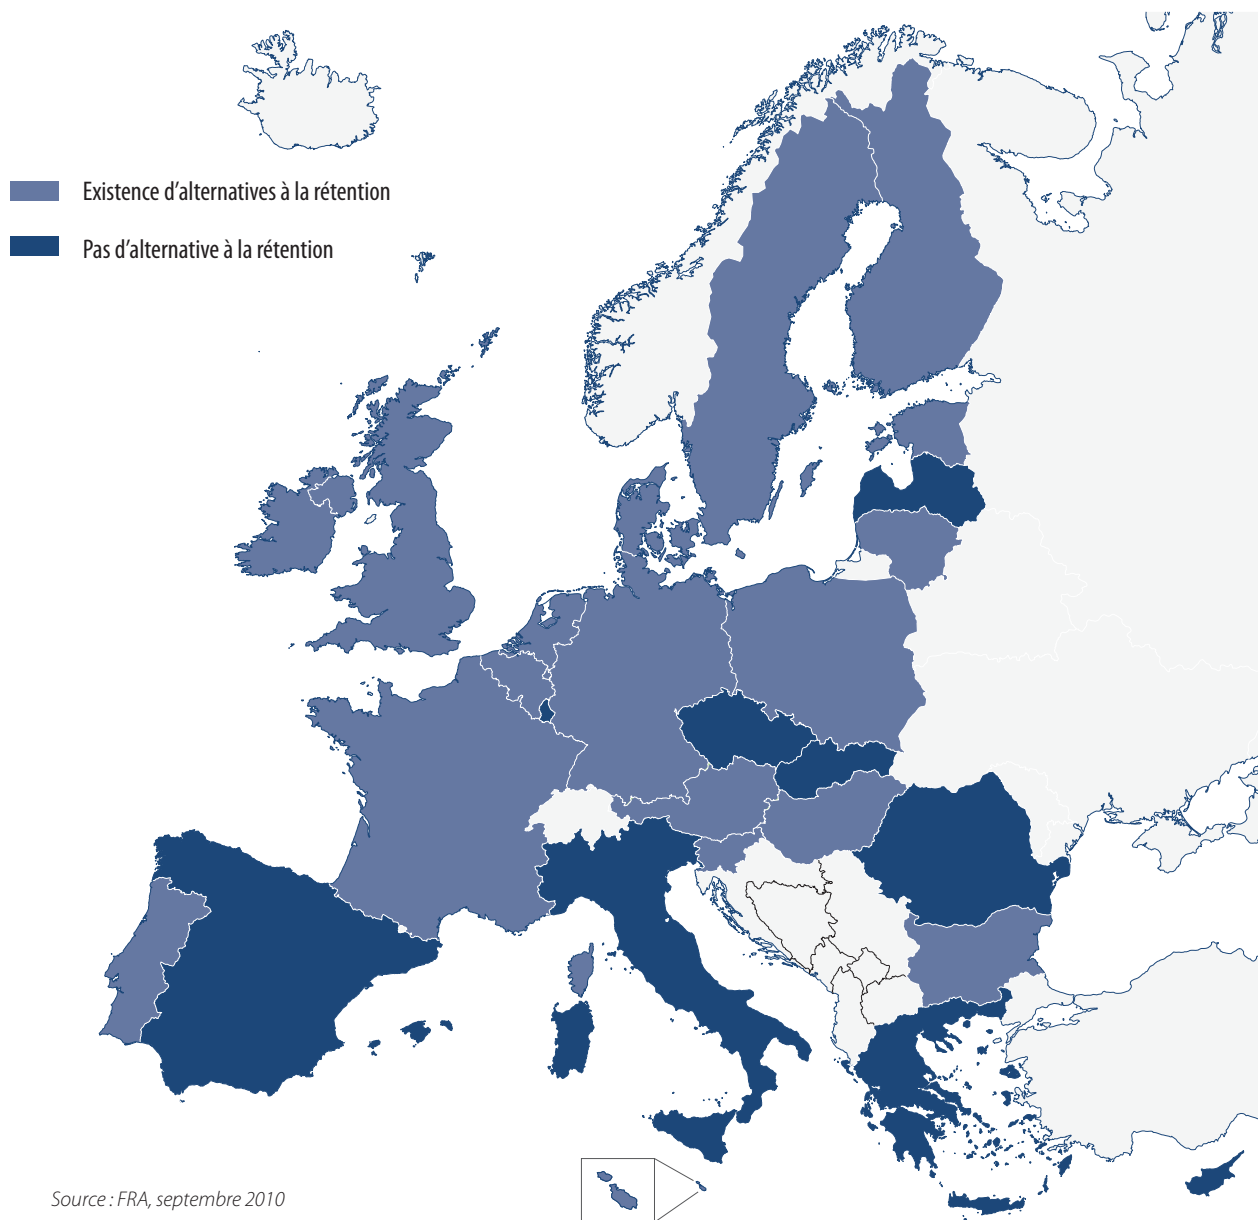 Existence d’alternatives à la rétention
Pas d’alternative à la rétention
Source : FRA, septembre 2010